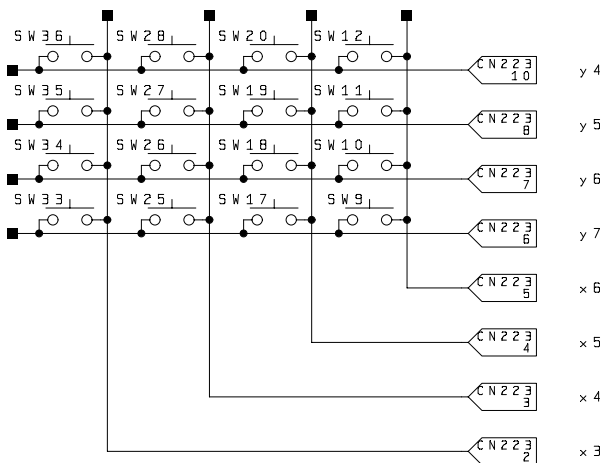 SW36 SW28 SW20 SW12
CN223
10 y4
SW35 SW27 SW19 SW11
CN223
8 y5
SW34 SW26 SW18 SW10
CN223
7 y6
SW33 SW25 SW17 SW9
CN223
6 y7
CN223
5 x6
CN223
4 x5
CN223
3 x4
CN223
2 x3